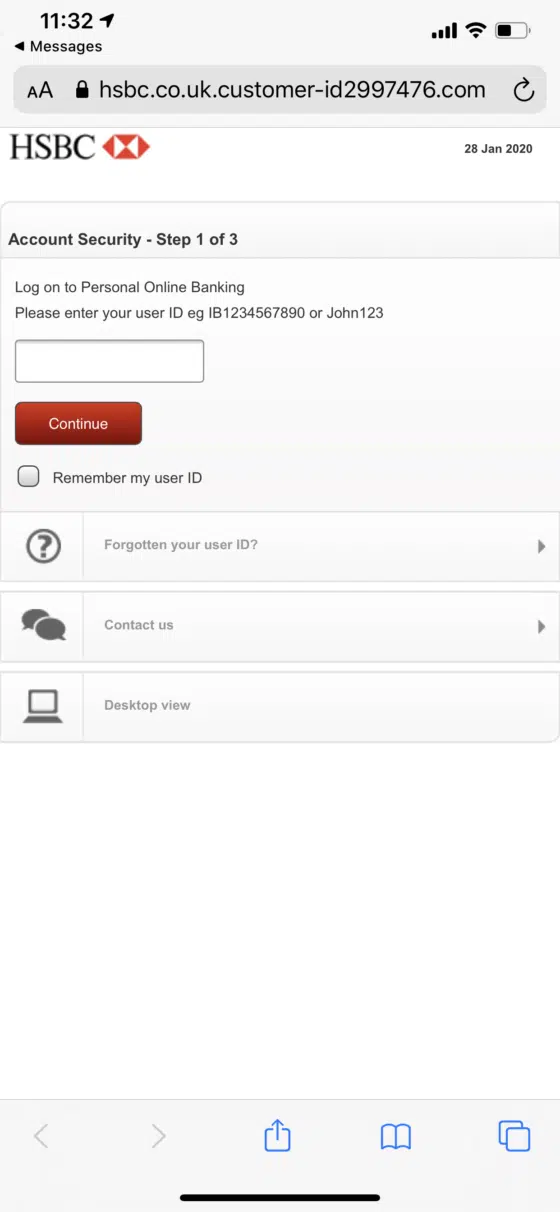 11:32
Messages
AA hsbc.co.uk.customer-id2997476.com
HSBC
28 Jan 2020
Account Security - Step 1 of 3
Log on to Personal Online Banking
Please enter your user ID eg IB1234567890 or John123
Continue
Remember my user ID
Forgotten your user ID?
Contact us
Desktop view